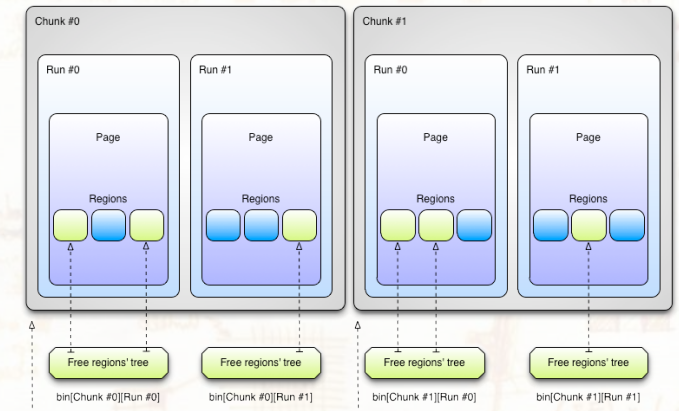 Chunk #0
Chunk #1
Run #0
Run #1
Run #0
Run #1
Page
Page
Page
Page
Regions
Regions
Regions
Regions
Free regions' tree
Free regions' tree
Free regions' tree
Free regions' tree
bin[Chunk #0][Run #0]
bin[Chunk #0][Run #1]
bin[Chunk #1][Run #0]
bin[Chunk #1][Run #1]